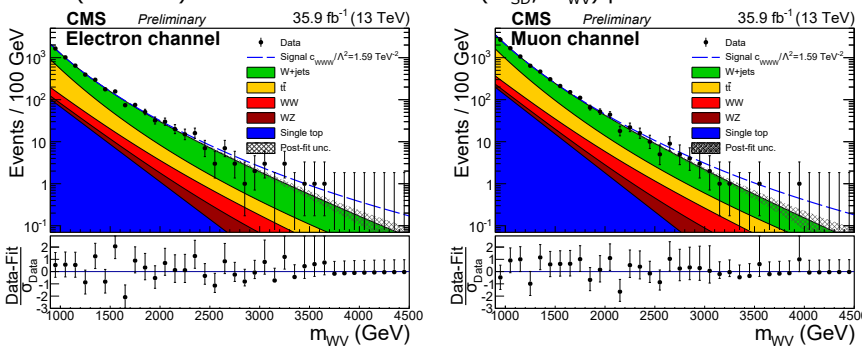 CMS Preliminary 35.9 fb⁻¹ (13 TeV)
Electron channel
Data
Signal c_WWW/Λ²=1.59 TeV⁻²
W+jets
tt̄
WW
WZ
Single top
Post-fit unc.
Events / 100 GeV
10³
10²
10
1
10⁻¹
Data-Fit
σ_Data
2
1
0
-1
-2
-3
1000 1500 2000 2500 3000 3500 4000 4500
m_WV (GeV)
CMS Preliminary 35.9 fb⁻¹ (13 TeV)
Muon channel
Data
Signal c_WWW/Λ²=1.59 TeV⁻²
W+jets
tt̄
WW
WZ
Single top
Post-fit unc.
Events / 100 GeV
10³
10²
10
1
10⁻¹
Data-Fit
σ_Data
2
1
0
-1
-2
-3
1000 1500 2000 2500 3000 3500 4000 4500
m_WV (GeV)